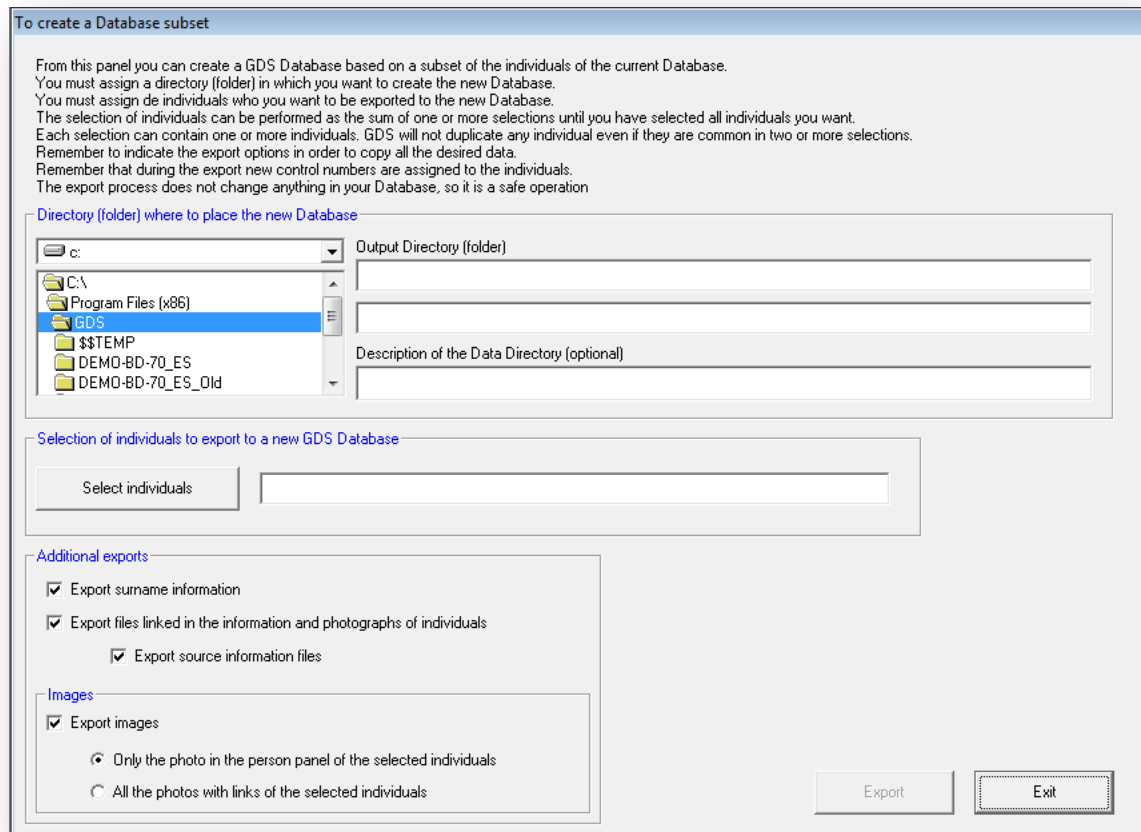 To create a Database subset
From this panel you can create a GDS Database based on a subset of the individuals of the current Database.
You must assign a directory (folder) in which you want to create the new Database.
You must assign de individuals who you want to be exported to the new Database.
The selection of individuals can be performed as the sum of one or more selections until you have selected all individuals you want.
Each selection can contain one or more individuals. GDS will not duplicate any individual even if they are common in two or more selections.
Remember to indicate the export options in order to copy all the desired data.
Remember that during the export new control numbers are assigned to the individuals.
The export process does not change anything in your Database, so it is a safe operation
Directory (folder) where to place the new Database
c:
C:\
Program Files (x86)
GDS
$$TEMP
DEMO-BD-70_ES
DEMO-BD-70_ES_Old
Output Directory (folder)
Description of the Data Directory (optional)
Selection of individuals to export to a new GDS Database
Select individuals
Additional exports
Export surname information
Export files linked in the information and photographs of individuals
Export source information files
Images
Export images
Only the photo in the person panel of the selected individuals
All the photos with links of the selected individuals
Export
Exit